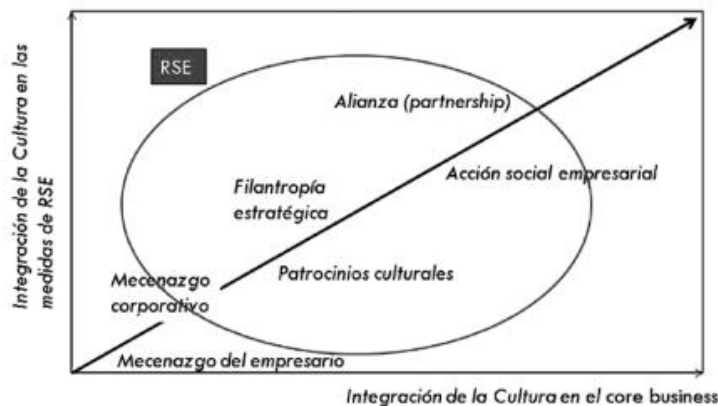 Integración de la Cultura en las
medidas de RSE
RSE
Alianza (partnership)
Acción social empresarial
Filantropía
estratégica
Patrocinios culturales
Mecenazgo
corporativo
Mecenazgo del empresario
Integración de la Cultura en el core business